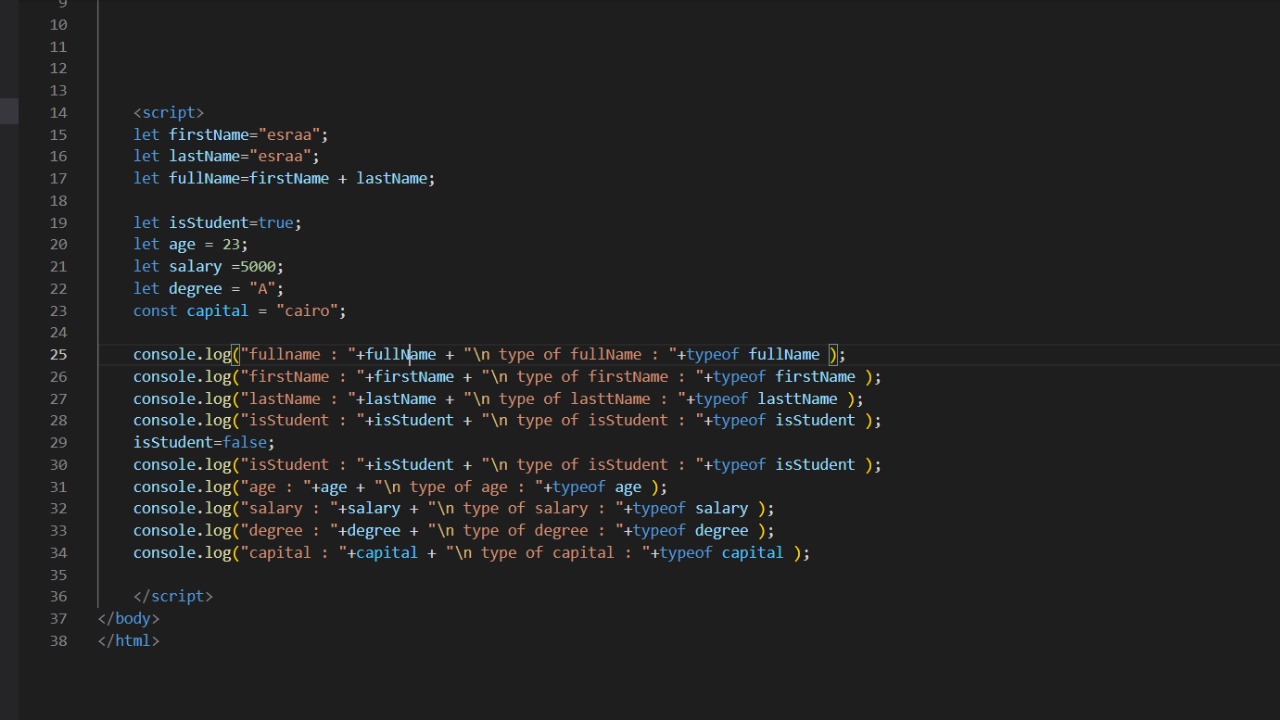 9
10
11
12
13
14 <script>
15 let firstName="esraa";
16 let lastName="esraa";
17 let fullName=firstName + lastName;
18
19 let isStudent=true;
20 let age = 23;
21 let salary =5000;
22 let degree = "A";
23 const capital = "cairo";
24
25 console.log("fullname : "+fullName + "\n type of fullName : "+typeof fullName );
26 console.log("firstName : "+firstName + "\n type of firstName : "+typeof firstName );
27 console.log("lastName : "+lastName + "\n type of lasttName : "+typeof lasttName );
28 console.log("isStudent : "+isStudent + "\n type of isStudent : "+typeof isStudent );
29 isStudent=false;
30 console.log("isStudent : "+isStudent + "\n type of isStudent : "+typeof isStudent );
31 console.log("age : "+age + "\n type of age : "+typeof age );
32 console.log("salary : "+salary + "\n type of salary : "+typeof salary );
33 console.log("degree : "+degree + "\n type of degree : "+typeof degree );
34 console.log("capital : "+capital + "\n type of capital : "+typeof capital );
35
36 </script>
37 </body>
38 </html>